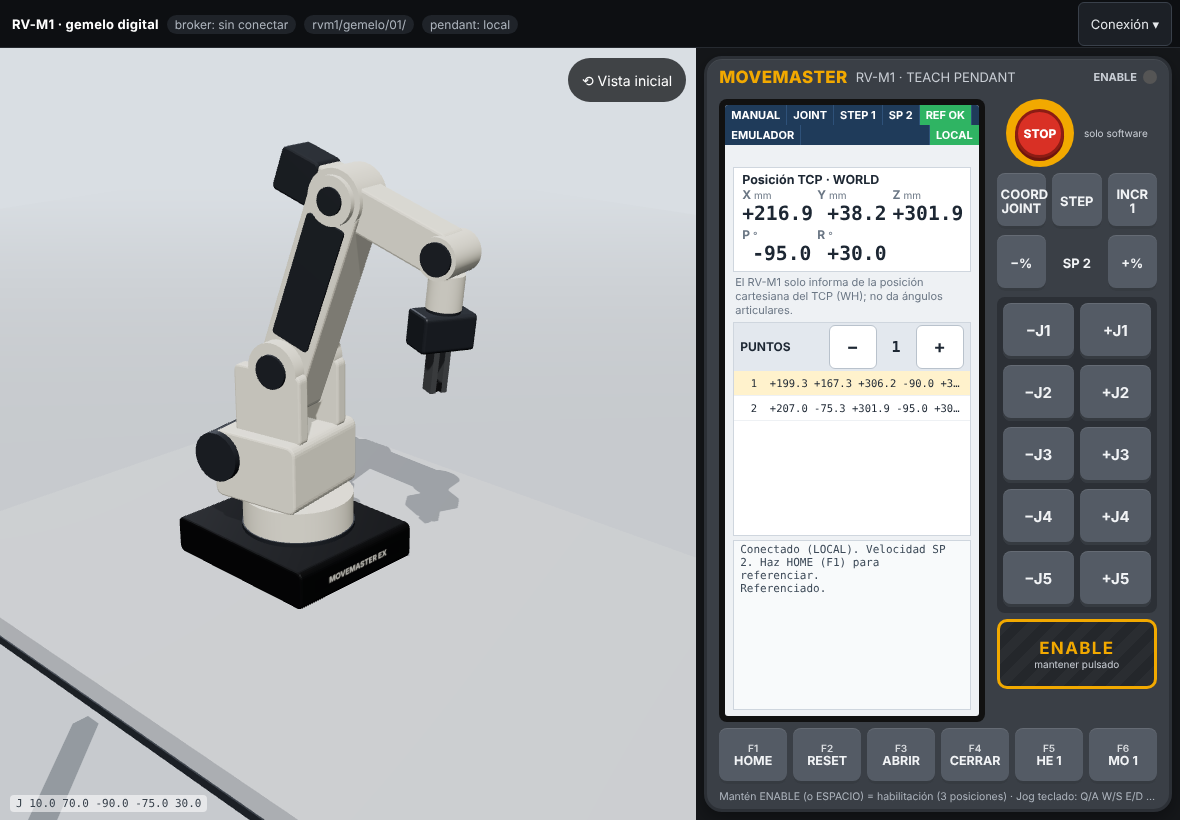 RV-M1 · gemelo digital
broker: sin conectar
rvm1/gemelo/01/
pendant: local
Conexión ▾
⟲ Vista inicial
MOVEMASTER EX
J 10.0 70.0 -90.0 -75.0 30.0
MOVEMASTER RV-M1 · TEACH PENDANT
ENABLE
MANUAL JOINT STEP 1 SP 2 REF OK
EMULADOR LOCAL
Posición TCP · WORLD
X mm Y mm Z mm
+216.9 +38.2 +301.9
P ° R °
-95.0 +30.0
El RV-M1 solo informa de la posición
cartesiana del TCP (WH); no da ángulos
articulares.
PUNTOS − 1 +
1 +199.3 +167.3 +306.2 -90.0 +3…
2 +207.0 -75.3 +301.9 -95.0 +30…
Conectado (LOCAL). Velocidad SP
2. Haz HOME (F1) para
referenciar.
Referenciado.
STOP
solo software
COORD
JOINT
STEP
INCR
1
−% SP 2 +%
−J1 +J1
−J2 +J2
−J3 +J3
−J4 +J4
−J5 +J5
ENABLE
mantener pulsado
F1 F2 F3 F4 F5 F6
HOME RESET ABRIR CERRAR HE 1 MO 1
Mantén ENABLE (o ESPACIO) = habilitación (3 posiciones) · Jog teclado: Q/A W/S E/D …